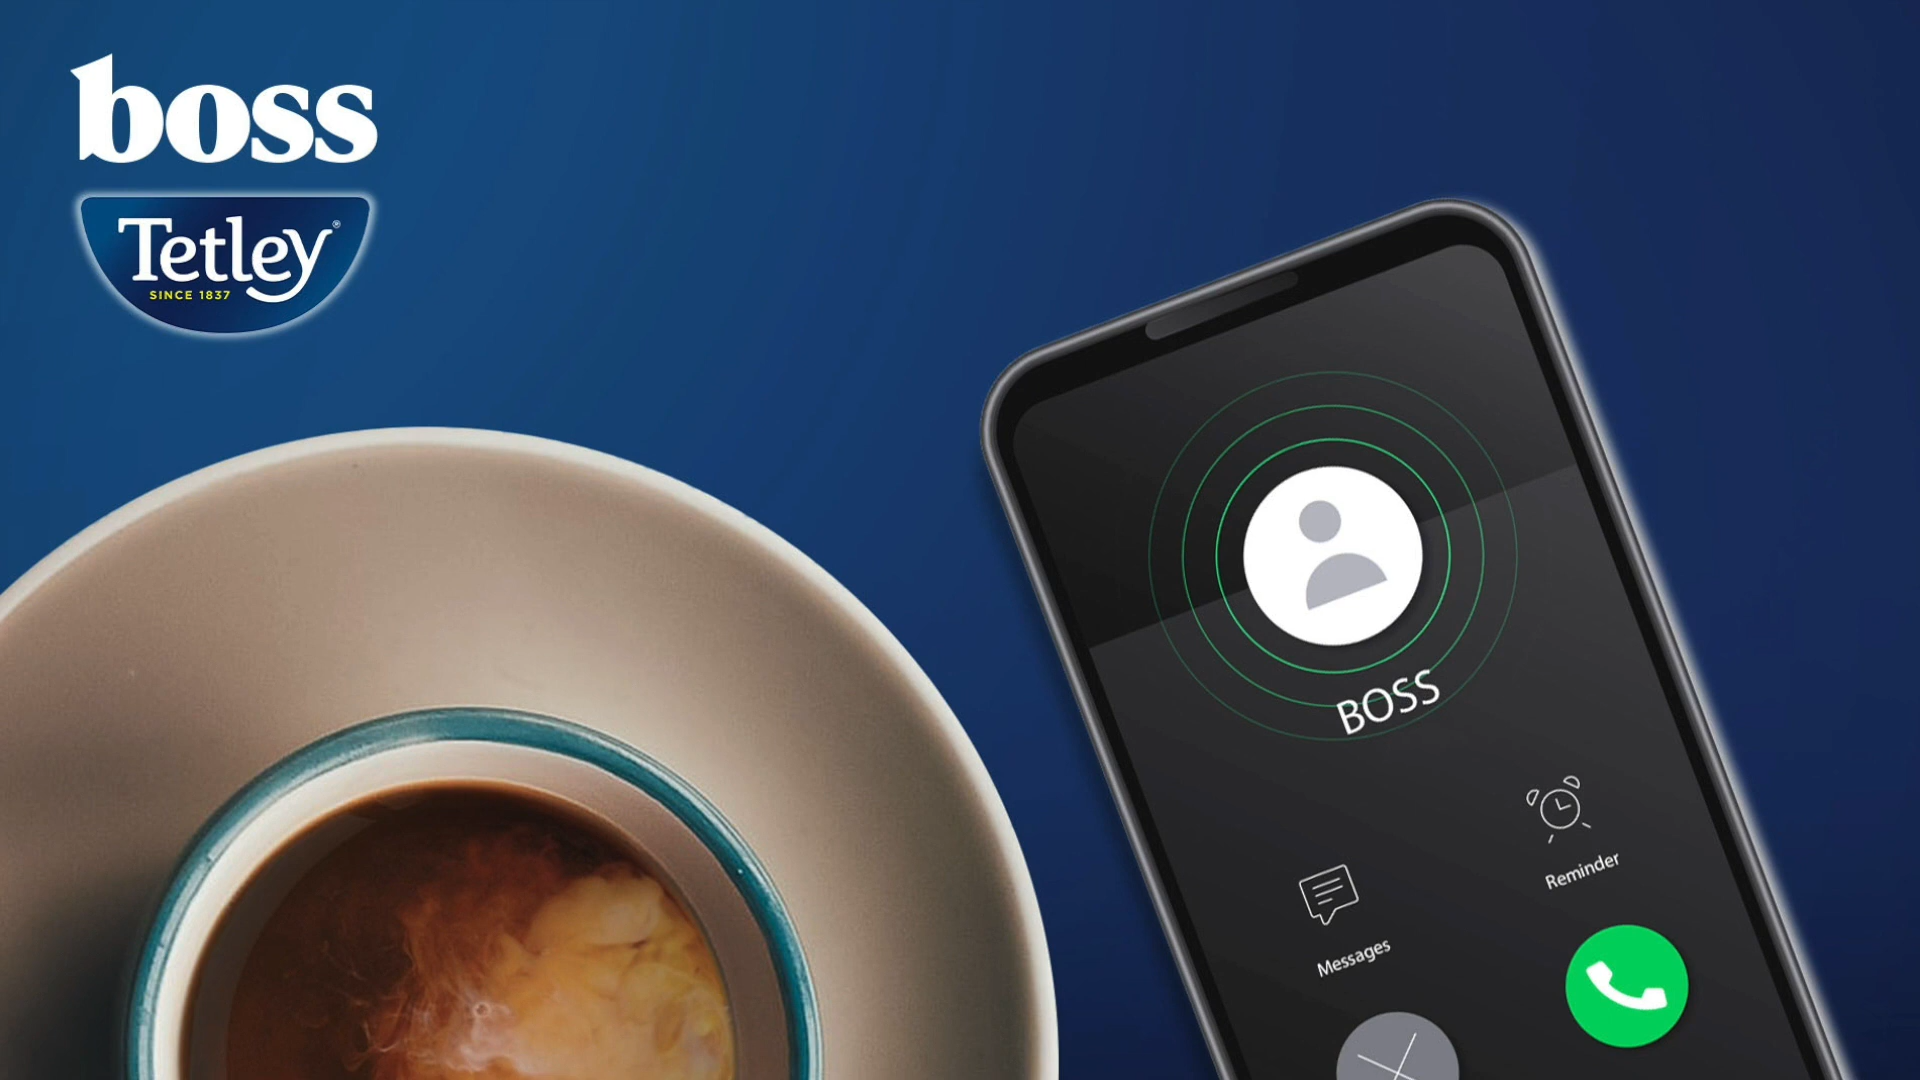 boss
Tetley®
SINCE 1837
BOSS
Reminder
Messages